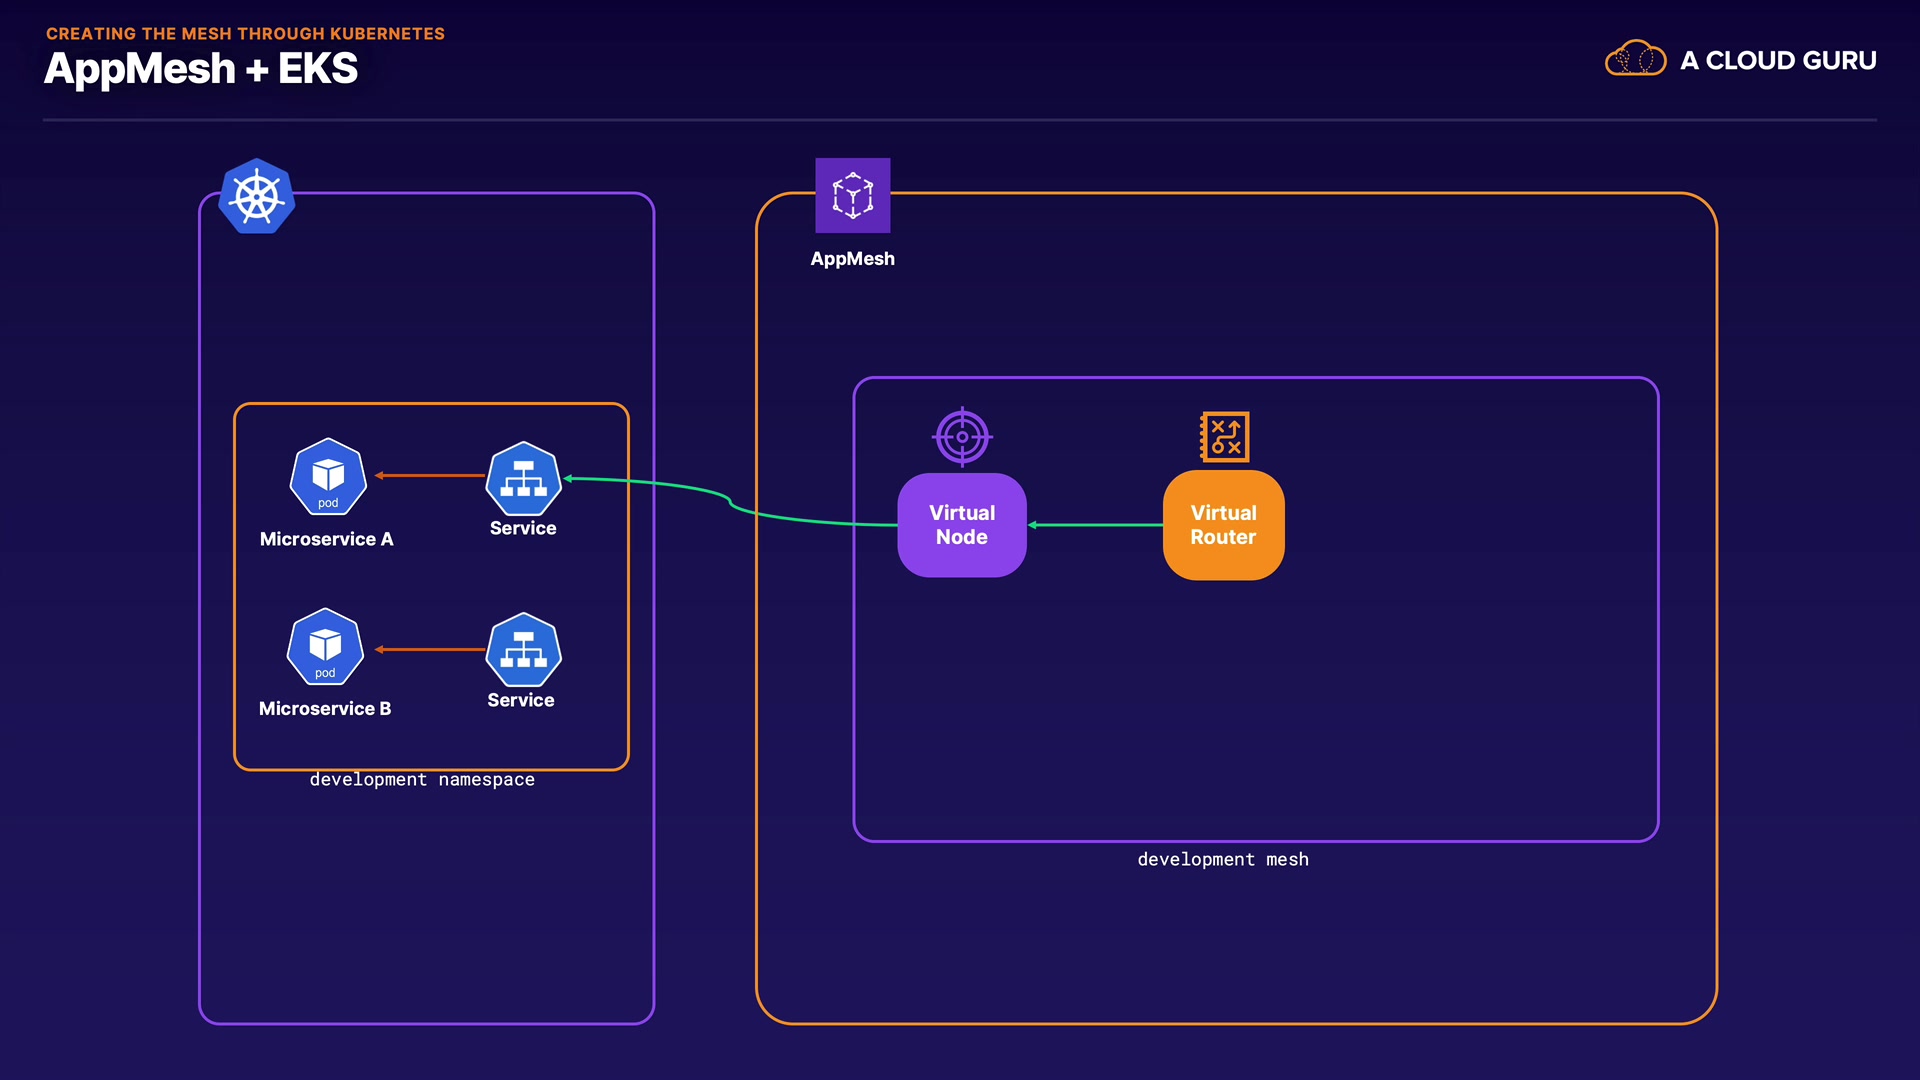 CREATING THE MESH THROUGH KUBERNETES
AppMesh + EKS
A CLOUD GURU
AppMesh
pod
Microservice A
Service
pod
Microservice B
Service
development namespace
Virtual
Node
Virtual
Router
development mesh